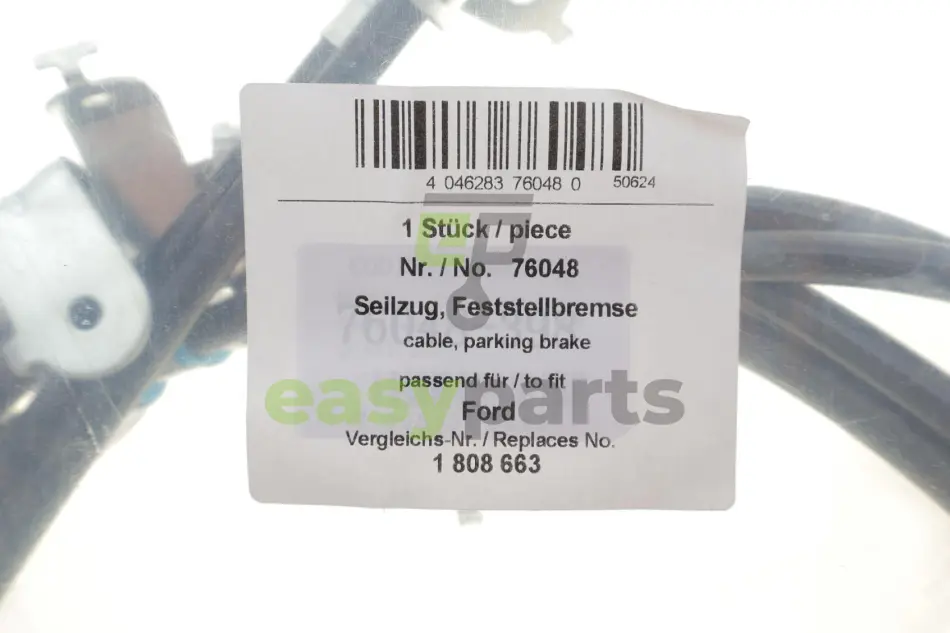 4 046283 76048 0 50624
1 Stück / piece
Nr. / No. 76048
Seilzug, Feststellbremse
cable, parking brake
passend für / to fit
easyparts
Ford
Vergleichs-Nr. / Replaces No.
1 808 663